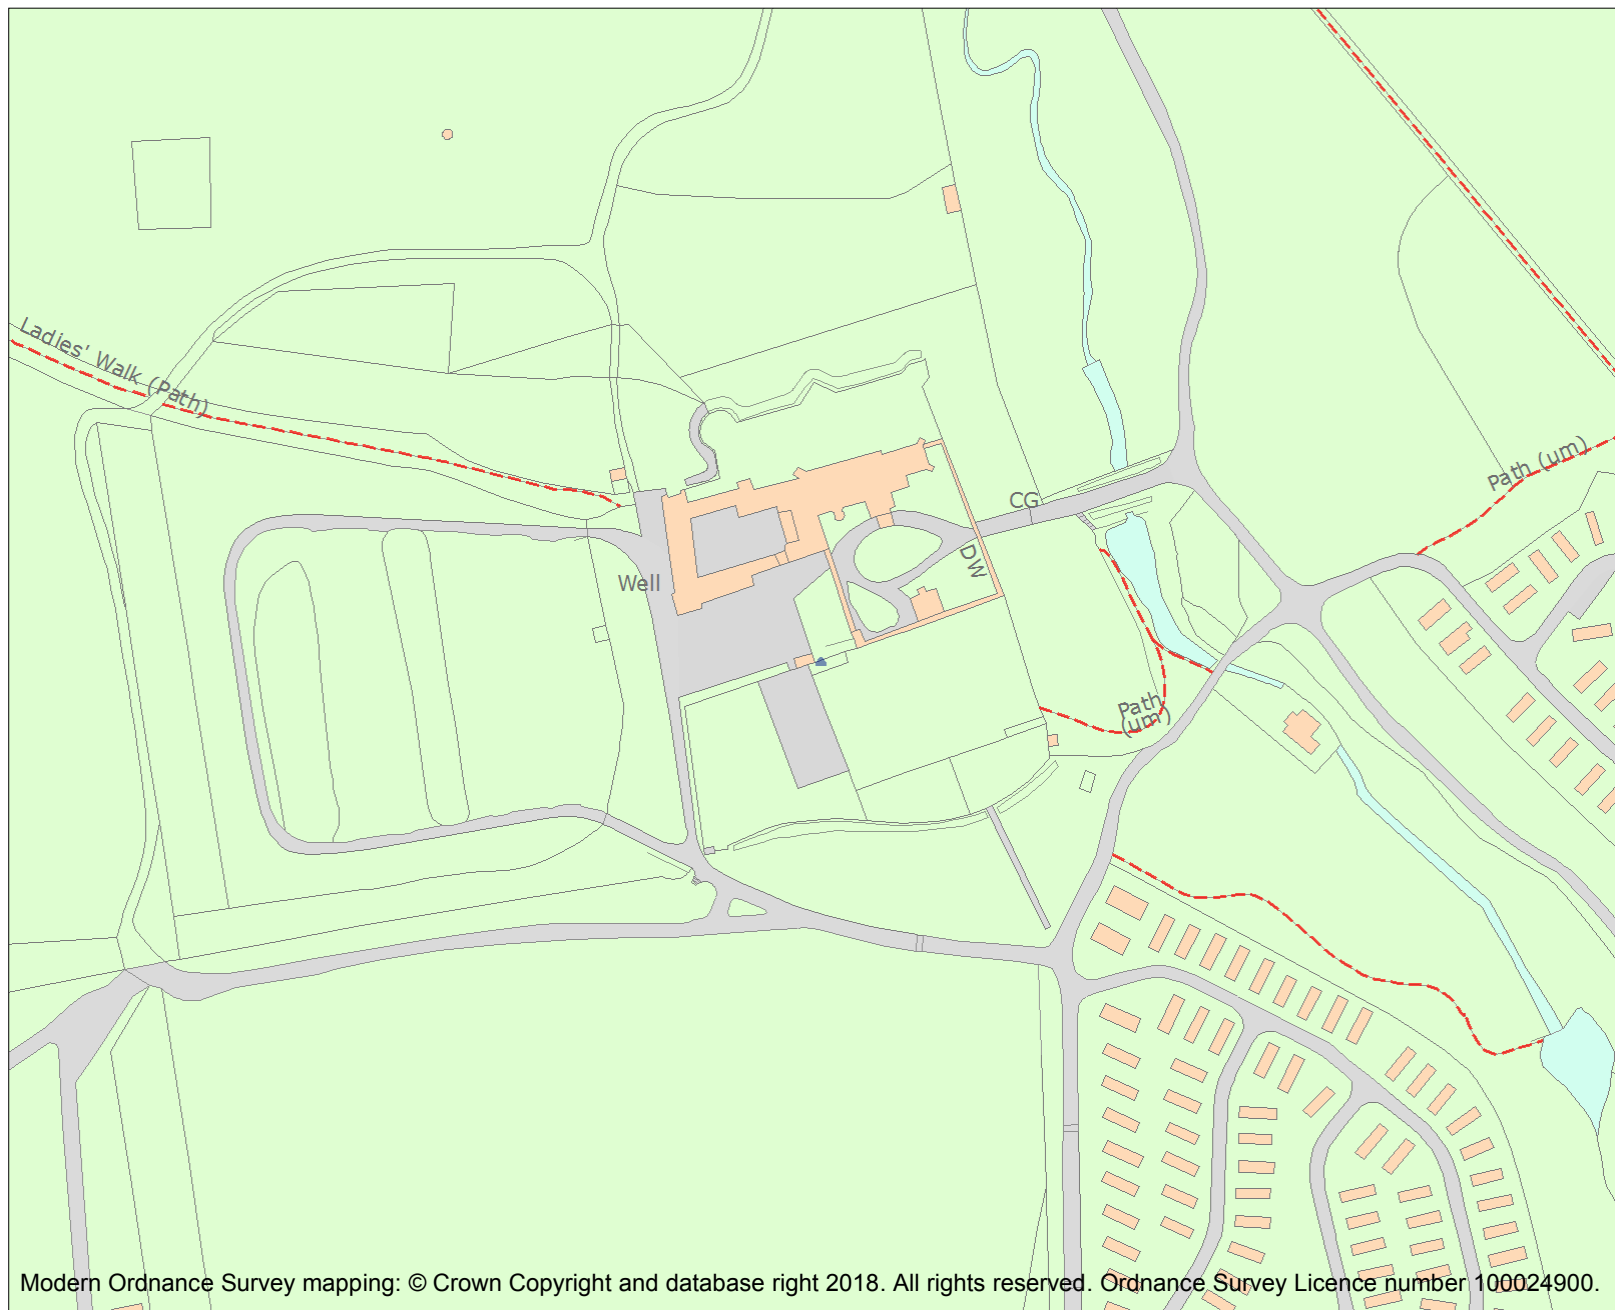 Ladies' Walk (Path)
Path (um)
CG
DW
Well
Path
(um)
Modern Ordnance Survey mapping: © Crown Copyright and database right 2018. All rights reserved. Ordnance Survey Licence number 100024900.